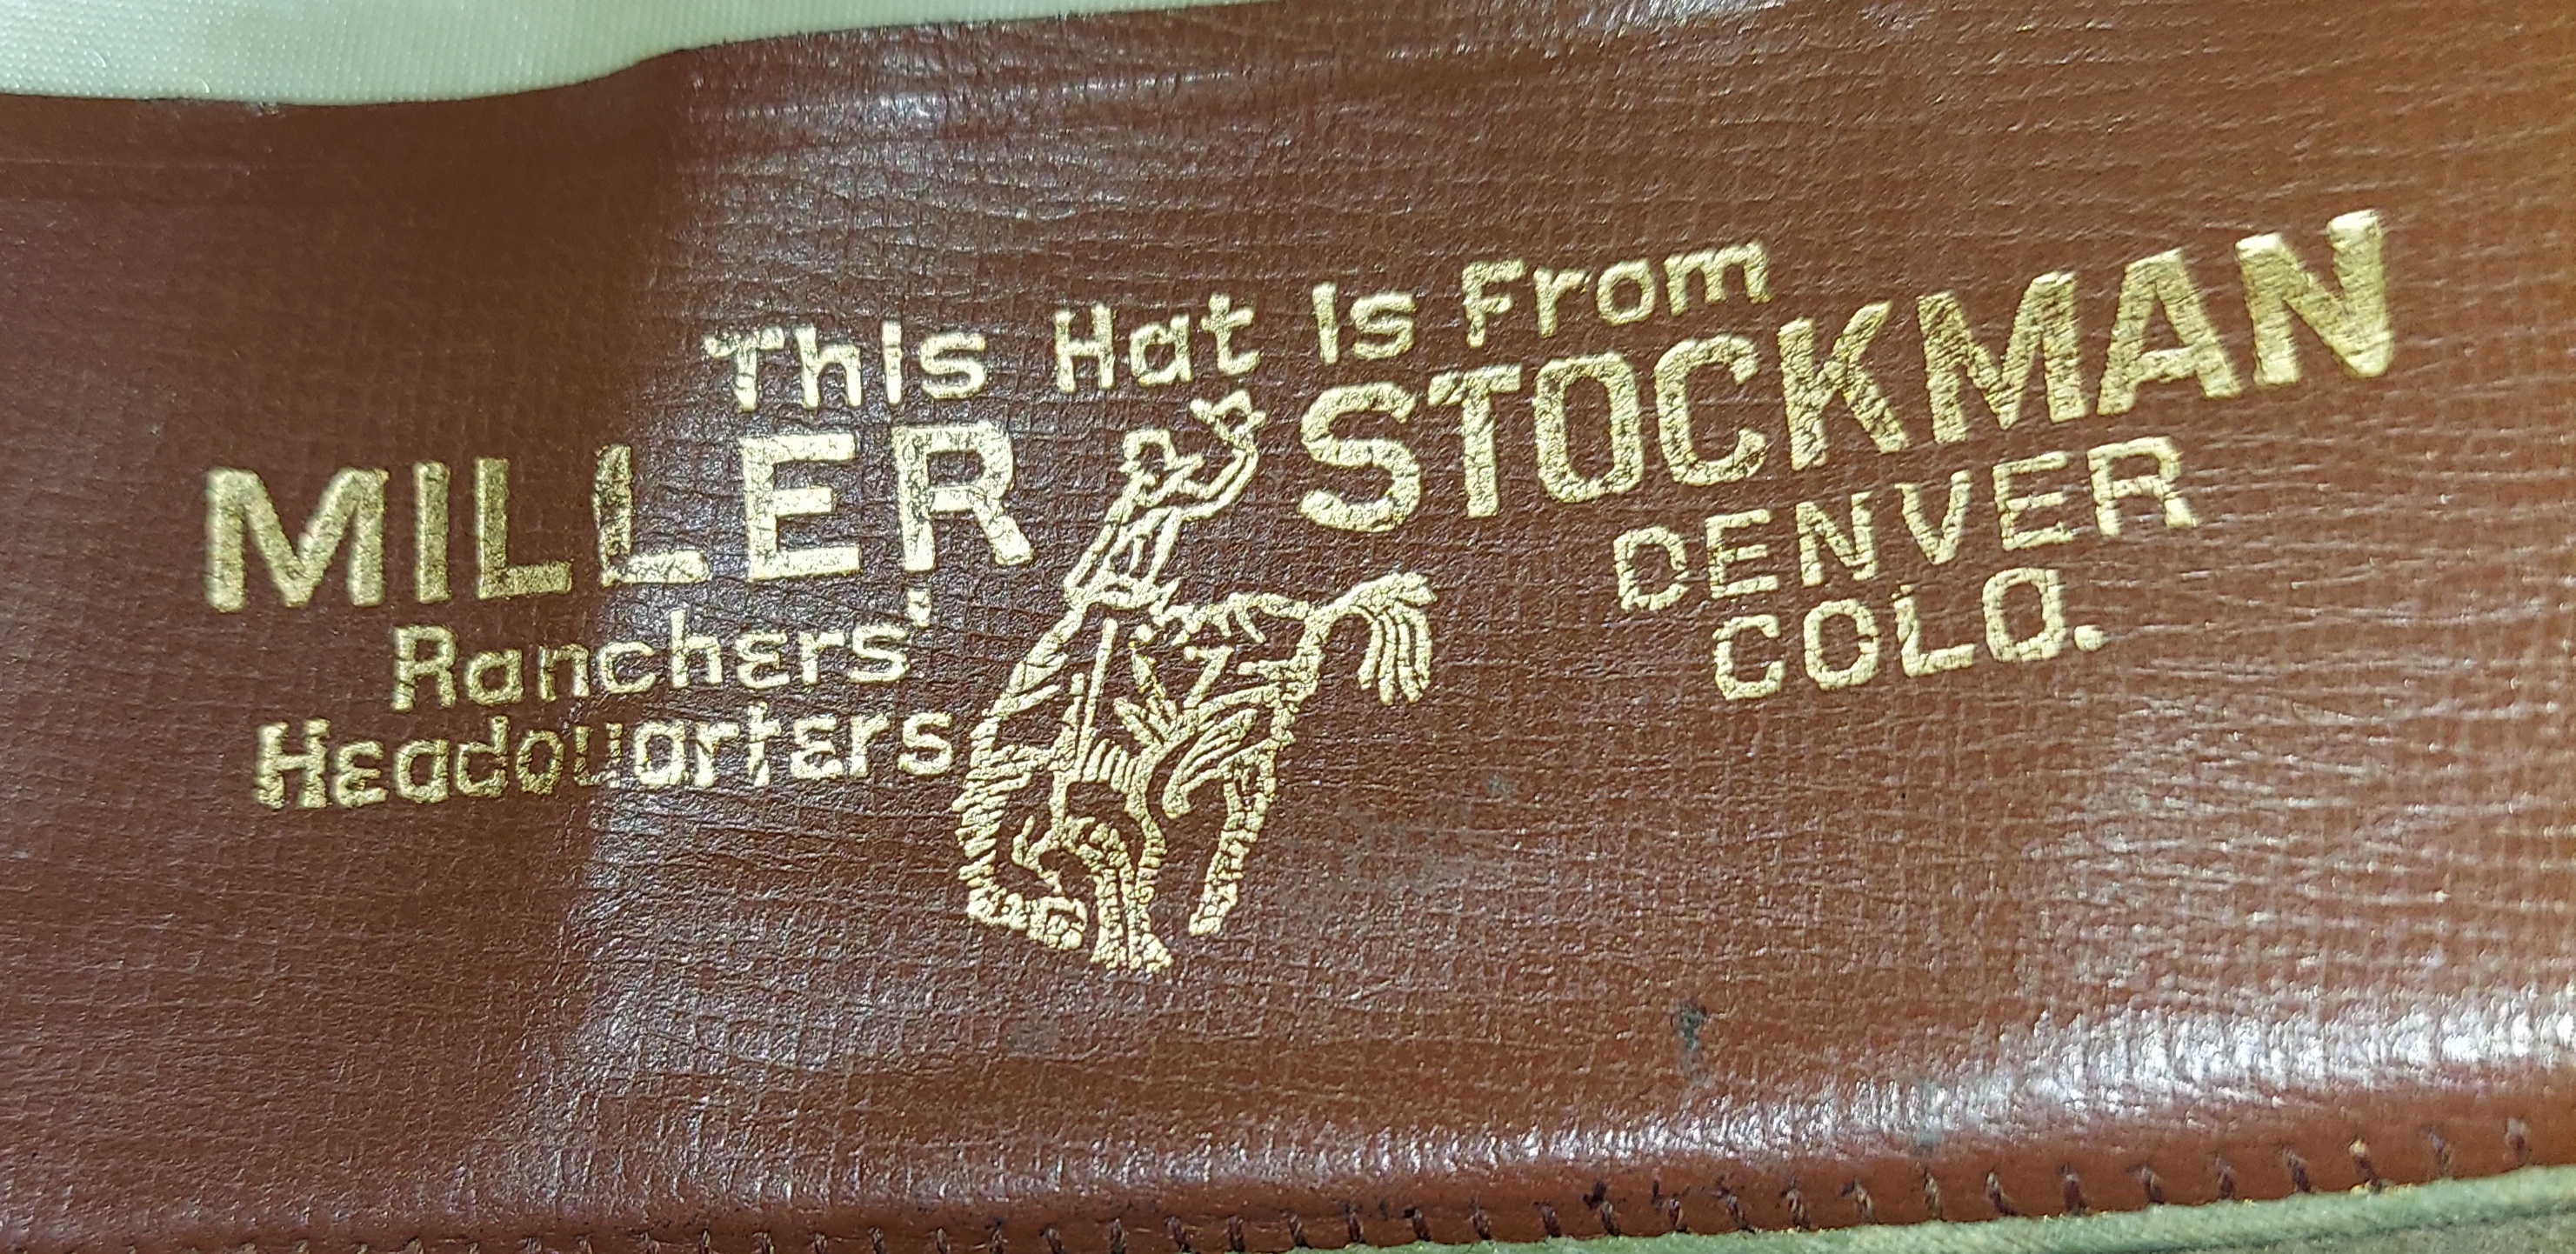 This Hat Is From
MILLER STOCKMAN
Ranchers' Headquarters
DENVER COLO.